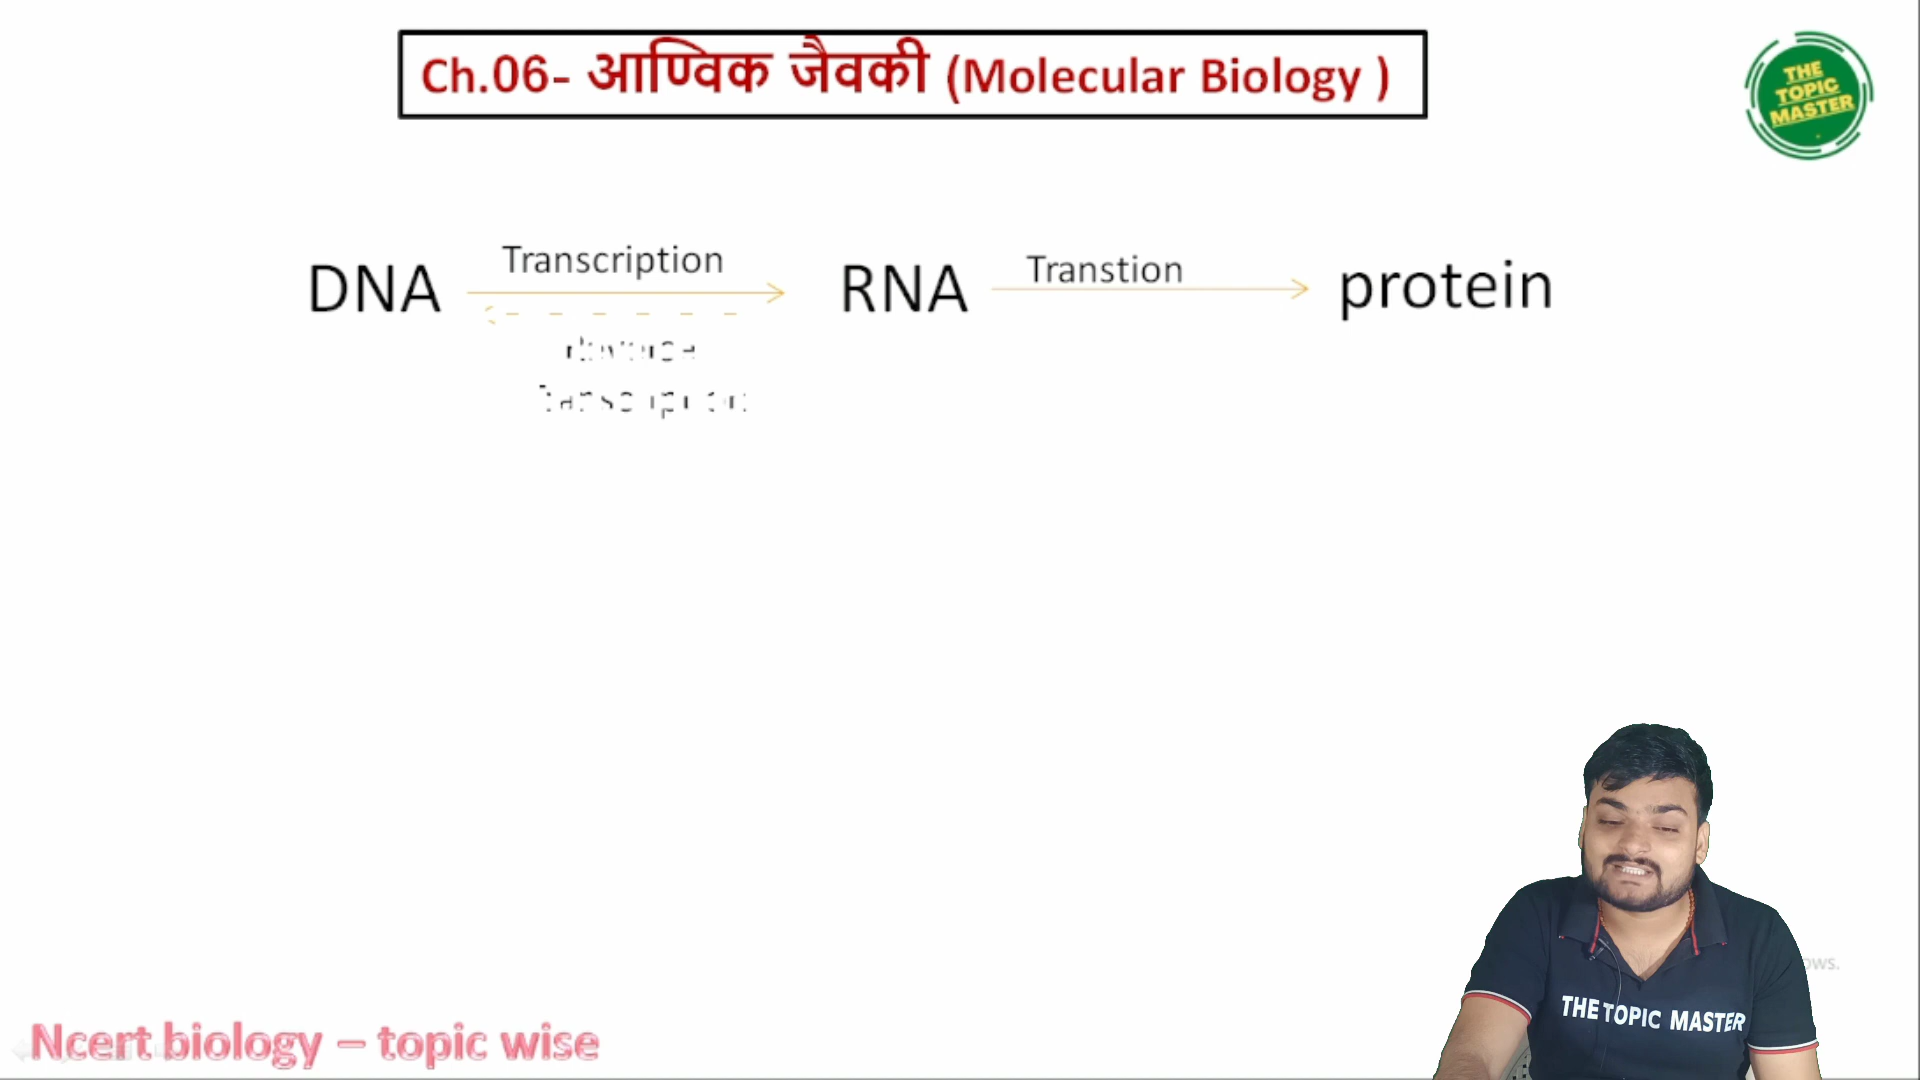 Ch.06- आण्विक जैवकी (Molecular Biology )
THE
TOPIC
MASTER
Transcription
Transtion
DNA
RNA
protein
THE TOPIC MASTER
Ncert biology – topic wise